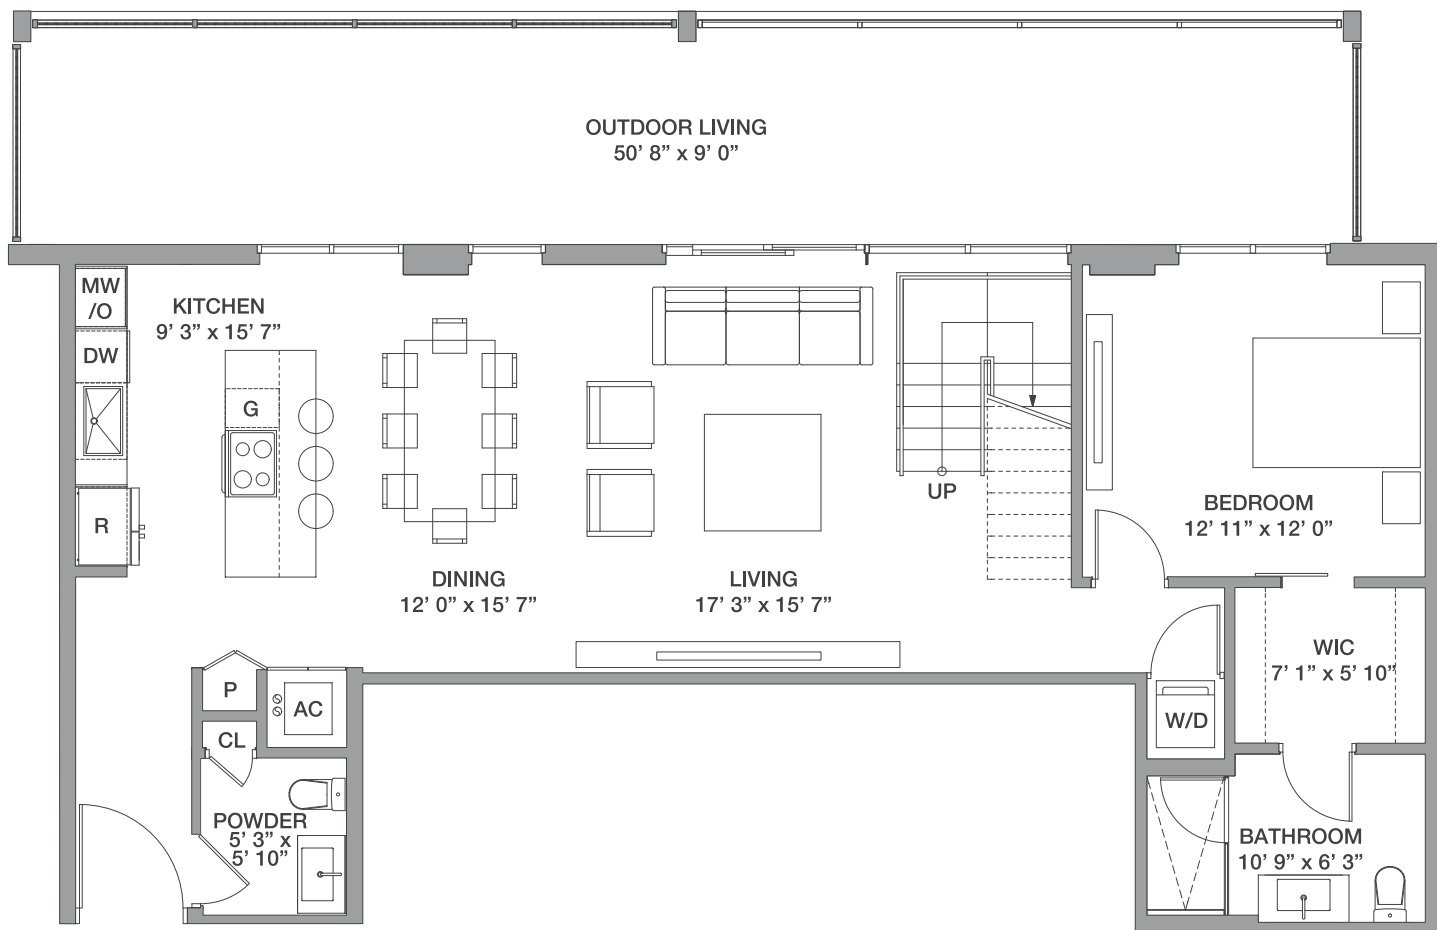 OUTDOOR LIVING
50’ 8” x 9’ 0”
MW
/O
KITCHEN
9’ 3” x 15’ 7”
DW
G
R
UP
DINING
12’ 0” x 15’ 7”
LIVING
17’ 3” x 15’ 7”
BEDROOM
12’ 11” x 12’ 0”
WIC
7’ 1” x 5’ 10”
P
AC
CL
W/D
POWDER
5’ 3” x
5’ 10”
BATHROOM
10’ 9” x 6’ 3”